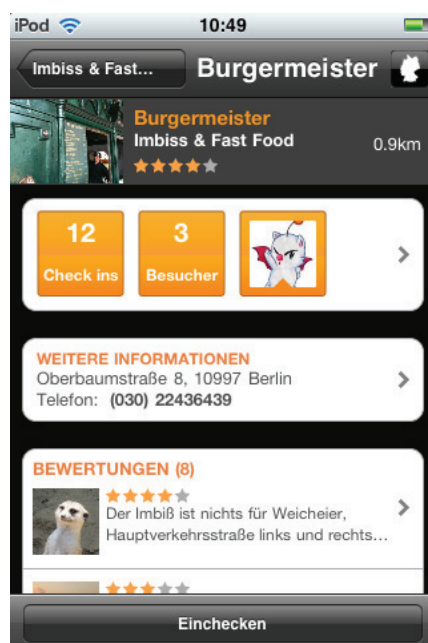 iPod 10:49
Imbiss & Fast... Burgermeister
Burgermeister
Imbiss & Fast Food 0.9km
12 3
Check ins Besucher
WEITERE INFORMATIONEN
Oberbaumstraße 8, 10997 Berlin
Telefon: (030) 22436439
BEWERTUNGEN (8)
Der Imbiß ist nichts für Weicheier,
Hauptverkehrsstraße links und rechts...
Einchecken